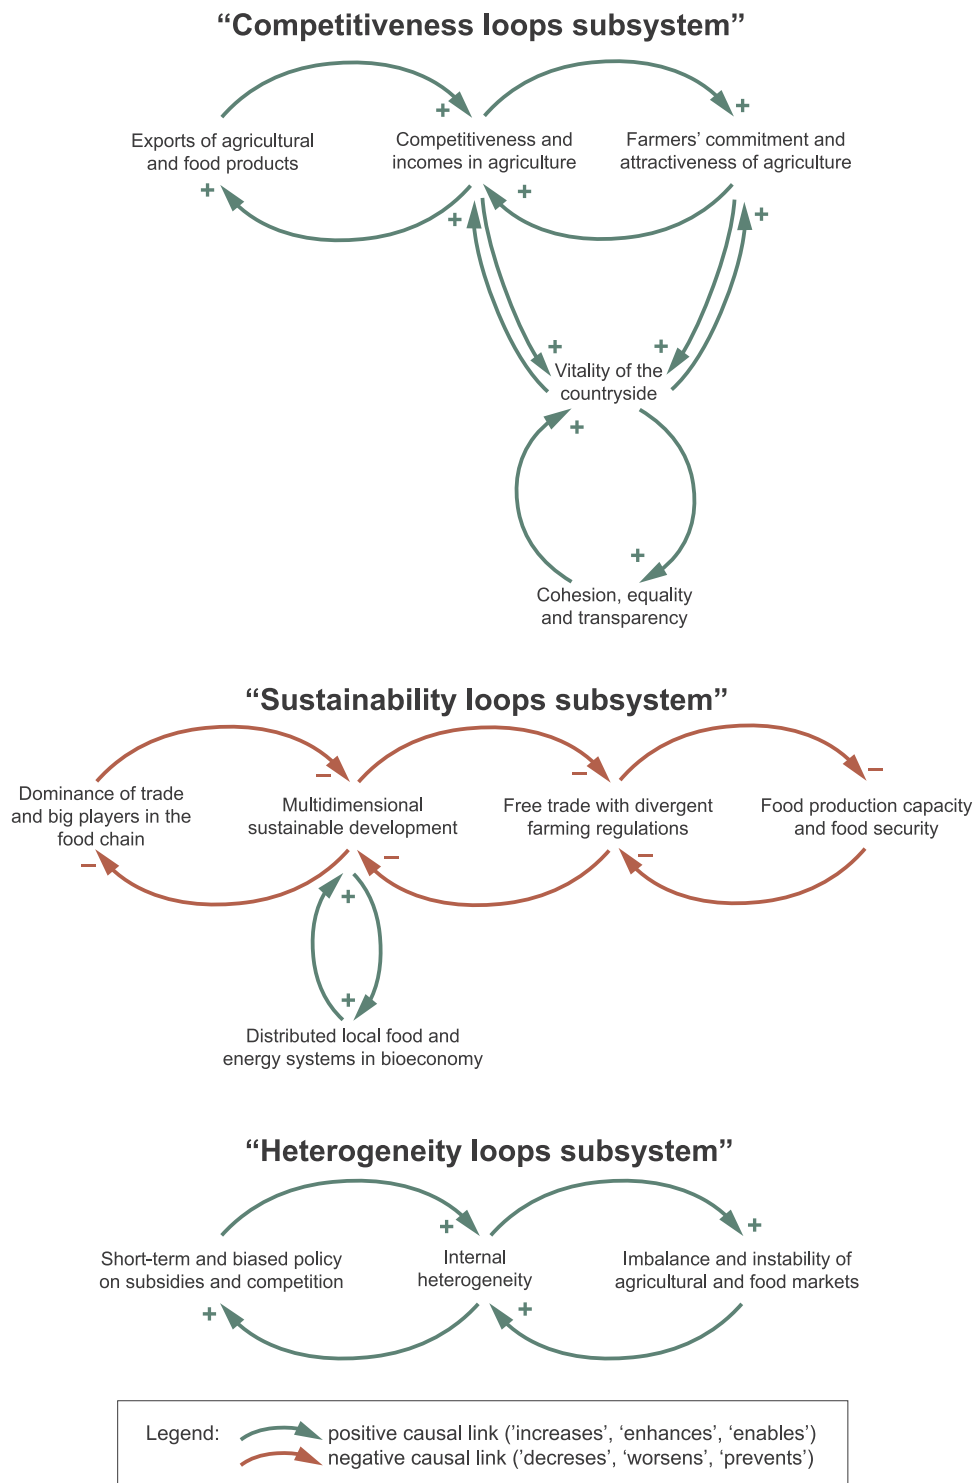 “Competitiveness loops subsystem”
Exports of agricultural
and food products
Competitiveness and
incomes in agriculture
Farmers’ commitment and
attractiveness of agriculture
+
+
+
+
+
+
+
+
Vitality of the
countryside
+
+
Cohesion, equality
and transparency
“Sustainability loops subsystem”
Dominance of trade
and big players in the
food chain
Multidimensional
sustainable development
Free trade with divergent
farming regulations
Food production capacity
and food security
−
−
−
−
−
−
+
+
Distributed local food and
energy systems in bioeconomy
“Heterogeneity loops subsystem”
+
+
Short-term and biased policy
on subsidies and competition
Internal
heterogeneity
Imbalance and instability of
agricultural and food markets
+
+
Legend:
positive causal link (’increases’, ‘enhances’, ‘enables’)
negative causal link (’decreses’, ‘worsens’, ‘prevents’)